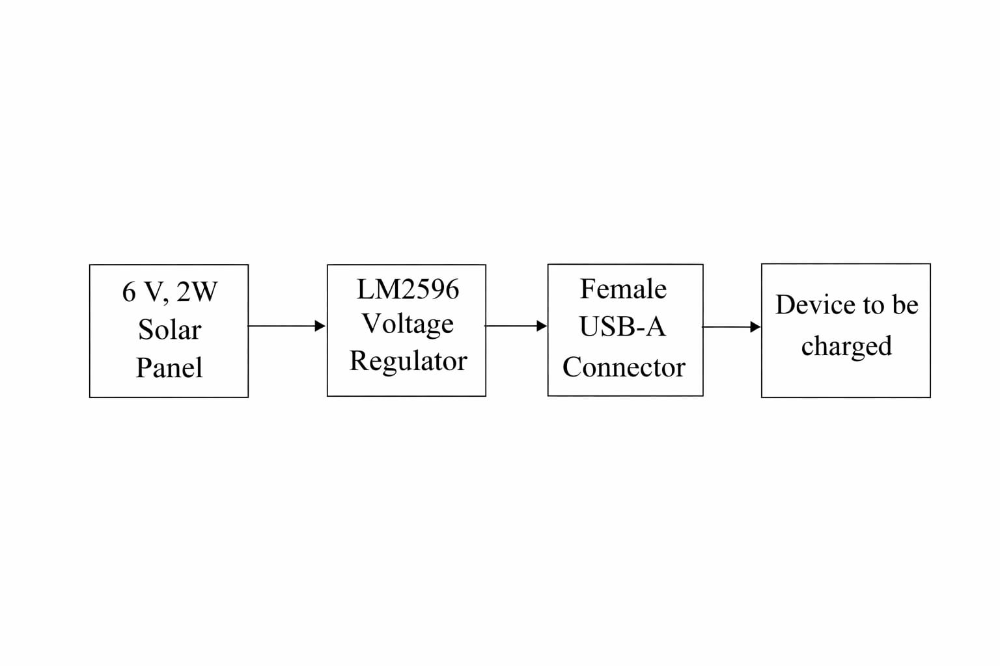 6 V, 2W
Solar
Panel
LM2596
Voltage
Regulator
Female
USB-A
Connector
Device to be
charged